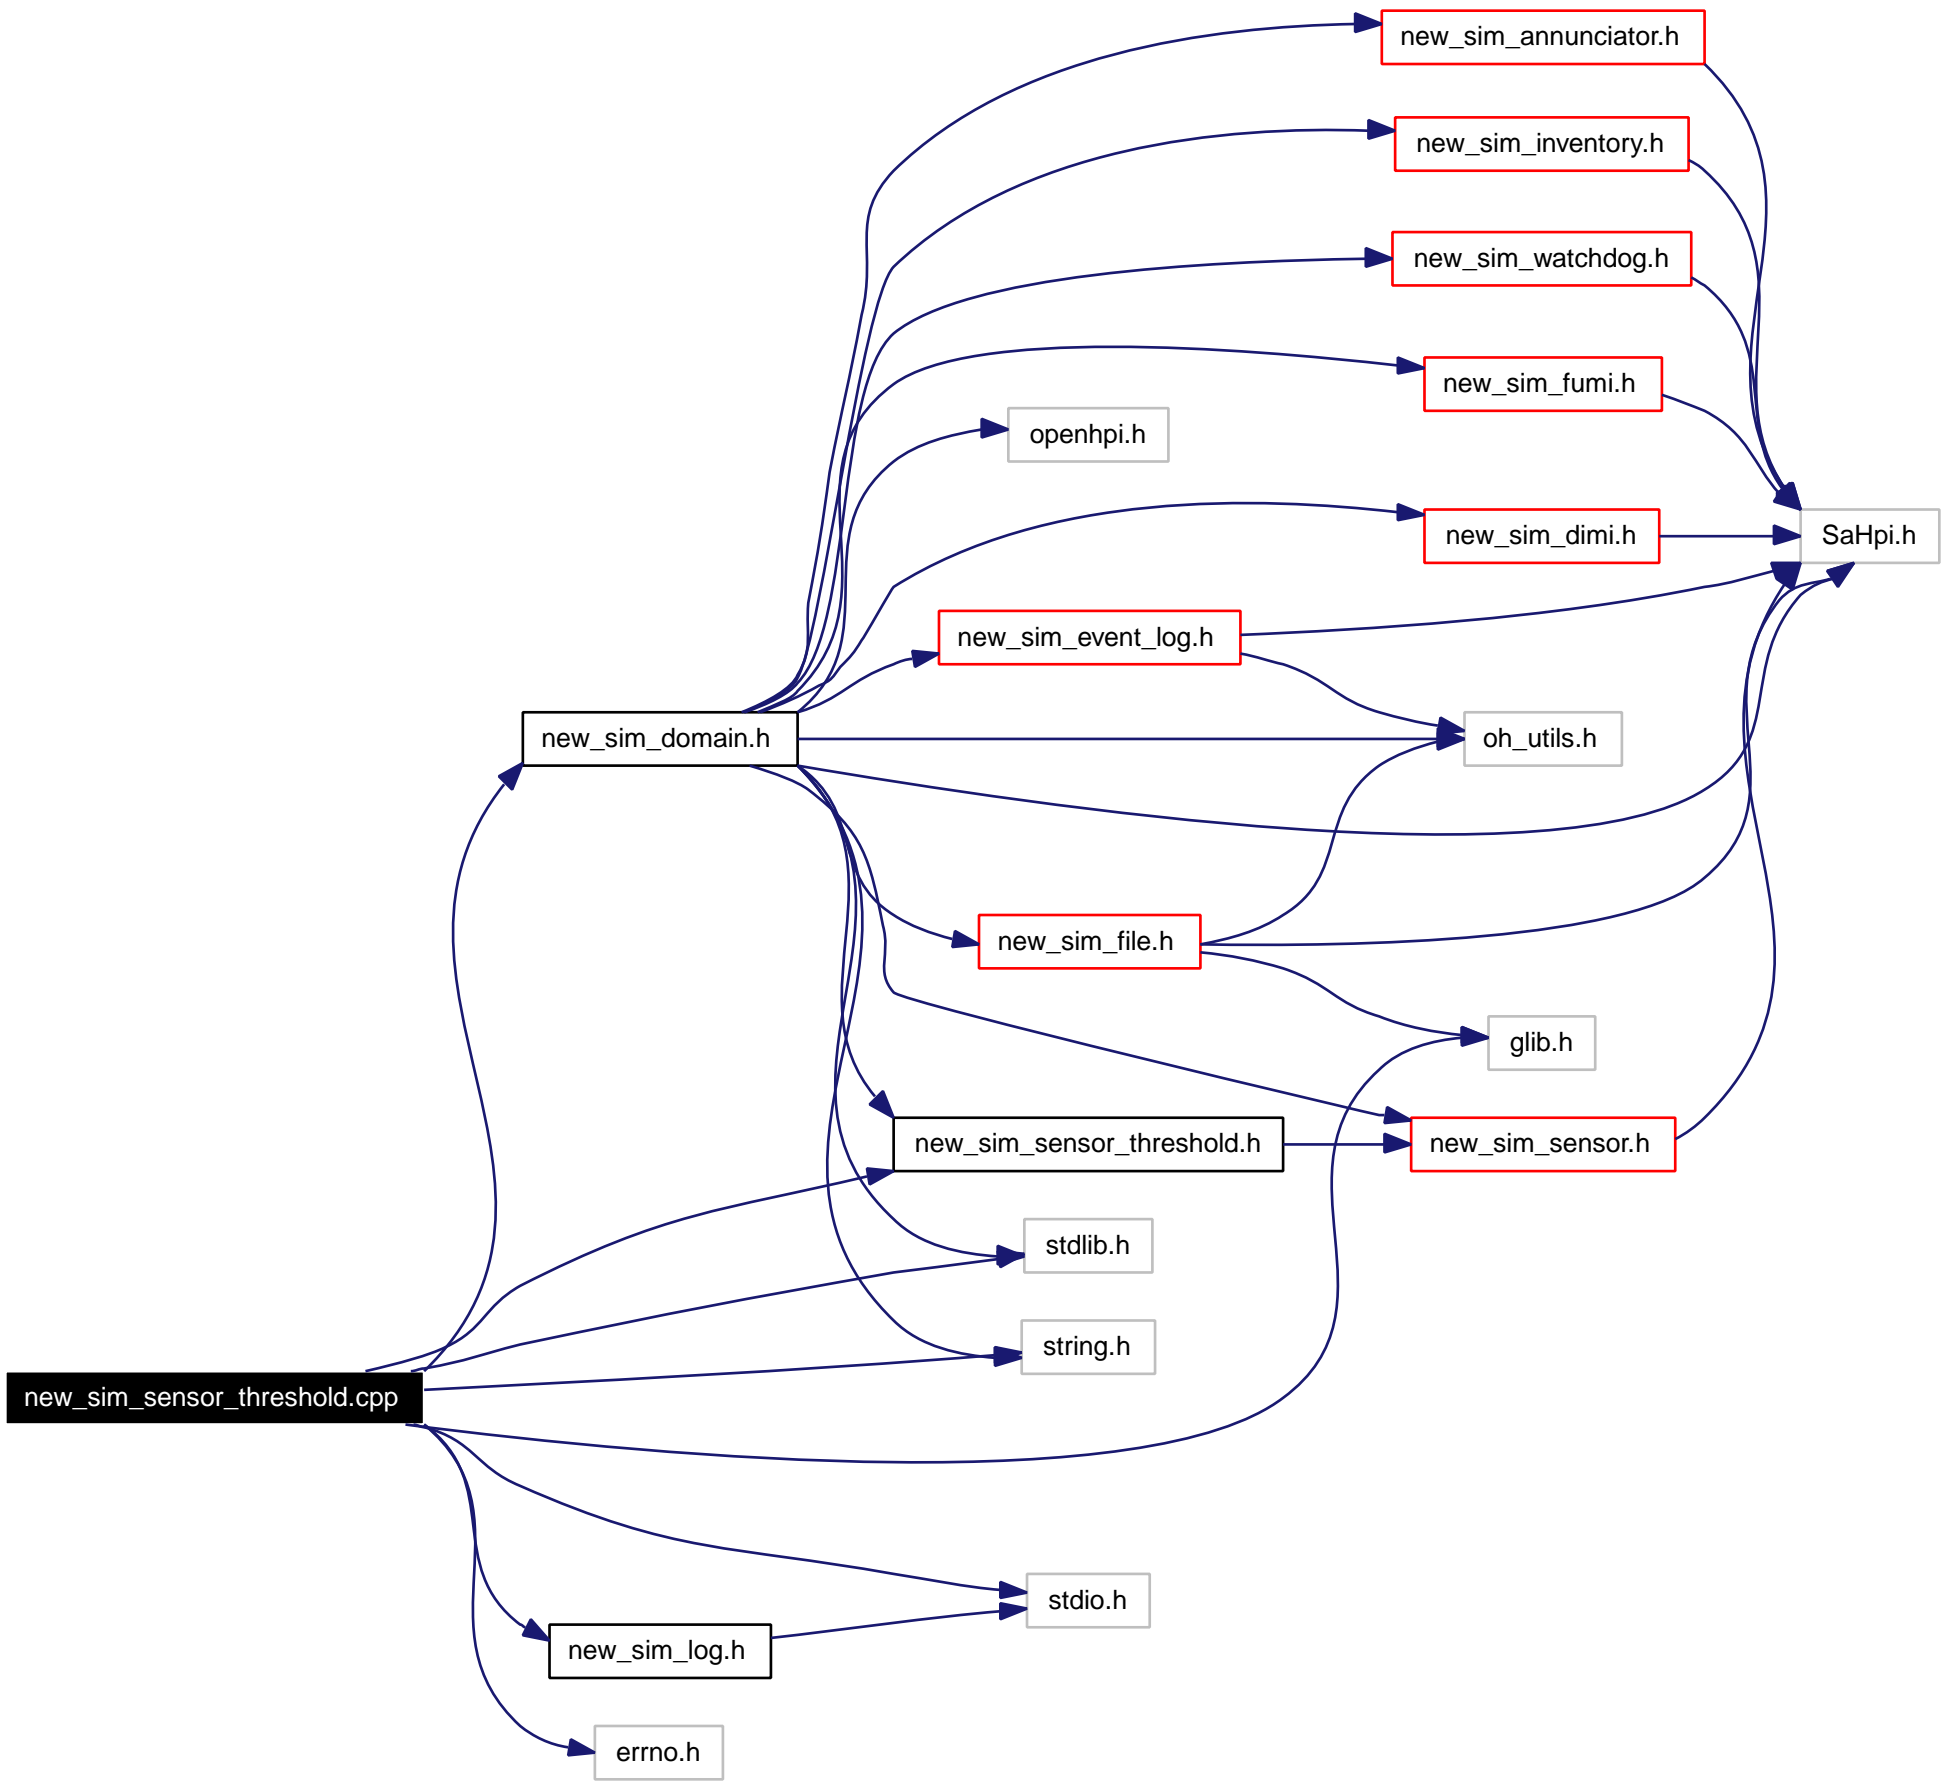 new_sim_annunciator.h
new_sim_inventory.h
new_sim_watchdog.h
new_sim_fumi.h
openhpi.h
new_sim_dimi.h
SaHpi.h
new_sim_event_log.h
new_sim_domain.h
oh_utils.h
new_sim_file.h
glib.h
new_sim_sensor_threshold.h
new_sim_sensor.h
stdlib.h
string.h
new_sim_sensor_threshold.cpp
stdio.h
new_sim_log.h
errno.h